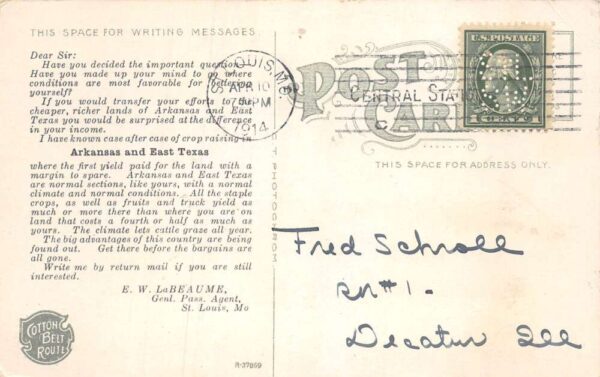 THIS SPACE FOR WRITING MESSAGES.
Dear Sir:
Have you decided the important question
Have you made up your mind to go where
conditions are most favorable for bettering
yourself?
If you would transfer your efforts to the
cheaper, richer lands of Arkansas and East
Texas you would be surprised at the difference
in your income.
I have known case after case of crop raising in
Arkansas and East Texas
where the first yield paid for the land with a
margin to spare. Arkansas and East Texas
are normal sections, like yours, with a normal
climate and normal conditions. All the staple
crops, as well as fruits and truck yield as
much or more there than where you are on
land that costs a fourth or half as much as
yours. The climate lets cattle graze all year.
The big advantages of this country are being
found out. Get there before the bargains are
all gone.
Write me by return mail if you are still
interested.
E. W. LaBEAUME,
Genl. Pass. Agent,
St. Louis, Mo
COTTON
BELT
ROUTE
R-37869
ST. LOUIS, MO.
APR 10
PM
1914
POST
CARD
CENTRAL STATION
U.S. POSTAGE
1 CENT 1
THIS SPACE FOR ADDRESS ONLY.
Fred Schroll
RR#1-
Decatur Ill